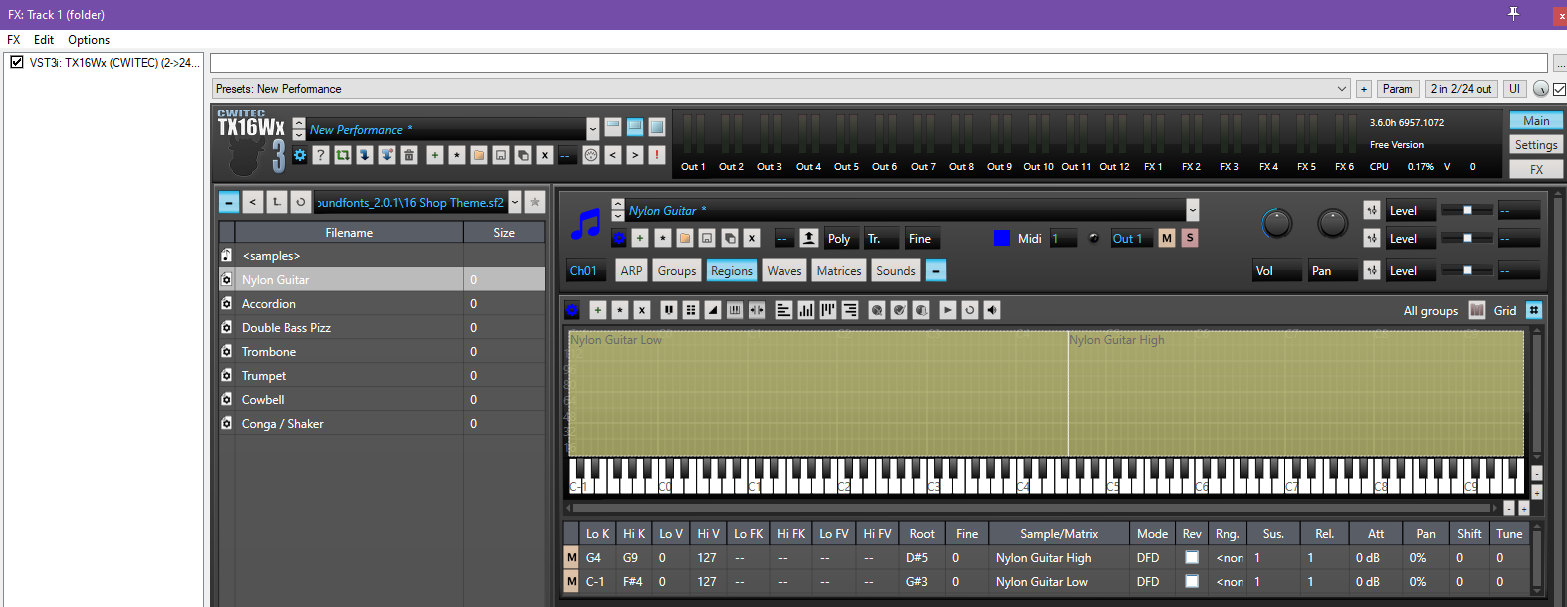 FX: Track 1 (folder)
FX Edit Options
VST3i: TX16Wx (CWITEC) (2->24...
...
Presets: New Performance + Param 2 in 2/24 out UI
CWITEC
TX16Wx
3
New Performance *
? + * x -- < > !
Out 1 Out 2 Out 3 Out 4 Out 5 Out 6 Out 7 Out 8 Out 9 Out 10 Out 11 Out 12 FX 1 FX 2 FX 3 FX 4 FX 5 FX 6
3.6.0h 6957.1072
Free Version
CPU 0.17% V 0
Main
Settings
FX
- < oundfonts_2.0.1\16 Shop Theme.sf2
Filename Size
<samples>
Nylon Guitar 0
Accordion 0
Double Bass Pizz 0
Trombone 0
Trumpet 0
Cowbell 0
Conga / Shaker 0
Nylon Guitar *
+ * x -- Poly Tr. Fine Midi 1 Out 1 M S
Ch01 ARP Groups Regions Waves Matrices Sounds -
Vol Pan
Level --
Level --
Level --
+ * x All groups Grid
Nylon Guitar Low Nylon Guitar High
C-1 C0 C1 C2 C3 C4 C5 C6 C7 C8 C9
- +
Lo K Hi K Lo V Hi V Lo FK Hi FK Lo FV Hi FV Root Fine Sample/Matrix Mode Rev Rng. Sus. Rel. Att Pan Shift Tune
M G4 G9 0 127 -- -- -- -- D#5 0 Nylon Guitar High DFD <non 1 1 0 dB 0% 0 0
M C-1 F#4 0 127 -- -- -- -- G#3 0 Nylon Guitar Low DFD <non 1 1 0 dB 0% 0 0